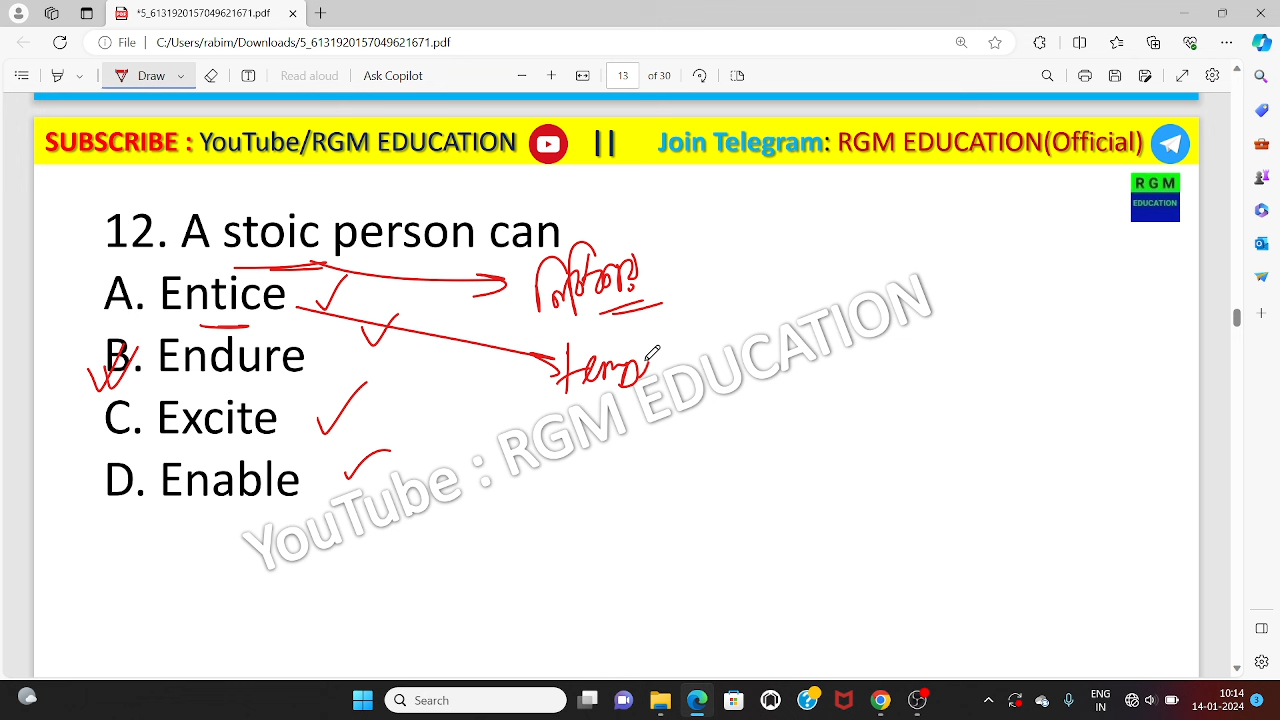 *5_6131920157049621671.pdf
File C:/Users/rabim/Downloads/5_6131920157049621671.pdf
Draw Read aloud Ask Copilot 13 of 30
SUBSCRIBE : YouTube/RGM EDUCATION || Join Telegram: RGM EDUCATION(Official)
RGM
EDUCATION
12. A stoic person can
A. Entice
নির্বিকার
B. Endure
temp
C. Excite
D. Enable
YouTube : RGM EDUCATION
Search
ENG
IN
10:14
14-01-2024
3